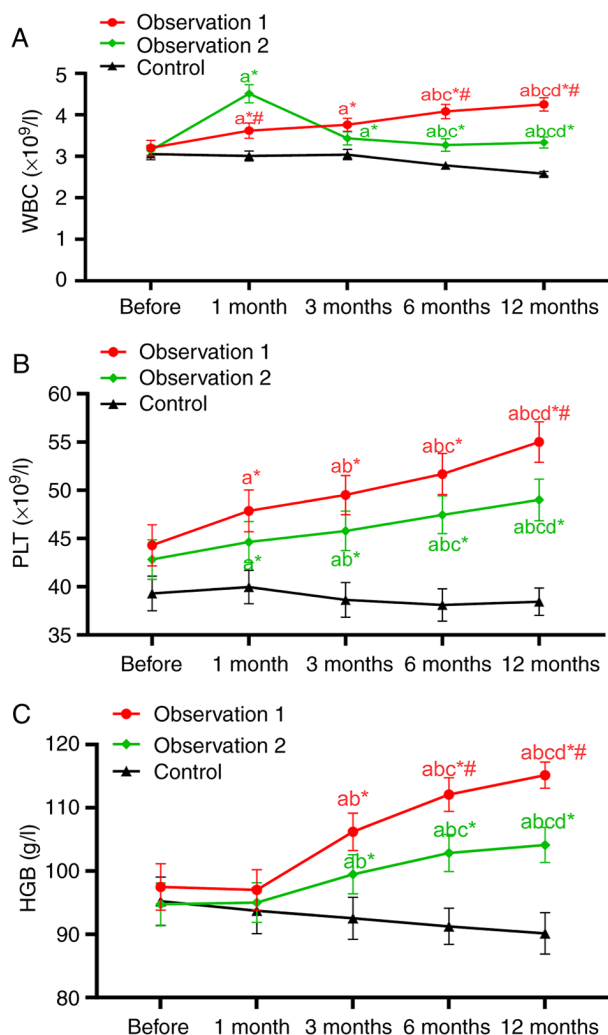 A
Observation 1
Observation 2
Control
WBC (×10⁹/l)
5
4
3
2
1
0
a*
a*#
a*
a*
abc*#
abc*
abcd*#
abcd*
Before 1 month 3 months 6 months 12 months
B
Observation 1
Observation 2
Control
PLT (×10⁹/l)
60
55
50
45
40
35
a*
a*
ab*
ab*
abc*
abc*
abcd*#
abcd*
Before 1 month 3 months 6 months 12 months
C
Observation 1
Observation 2
Control
HGB (g/l)
120
110
100
90
80
ab*
ab*
abc*#
abc*
abcd*#
abcd*
Before 1 month 3 months 6 months 12 months